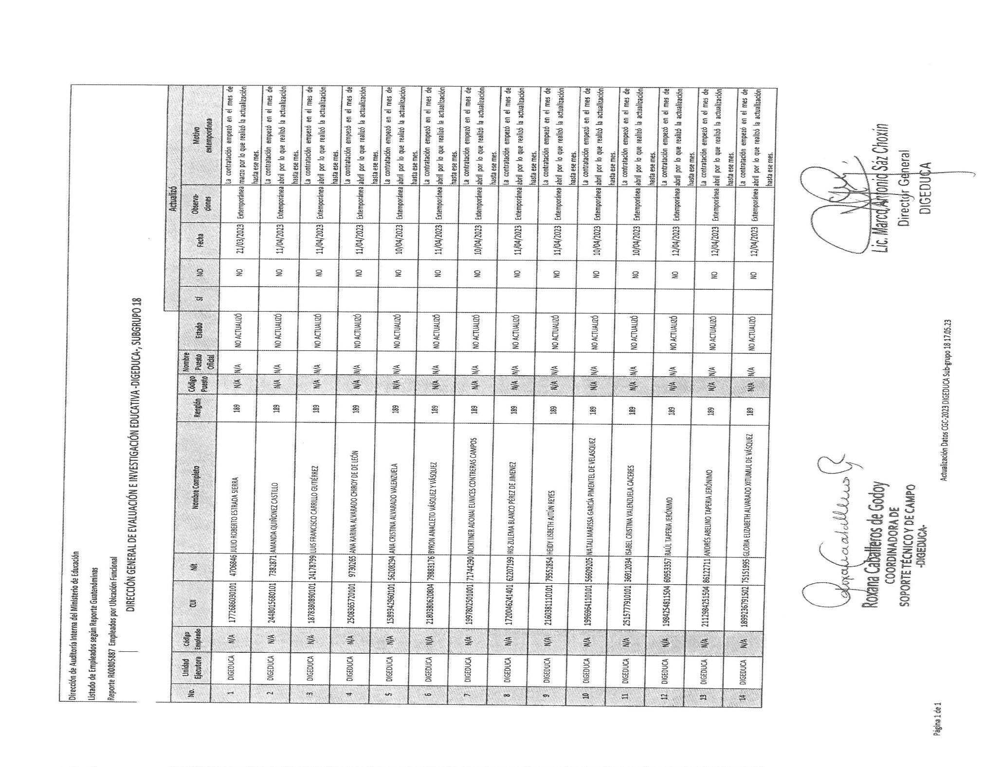 Dirección de Auditoría Interna del Ministerio de Educación
Listado de Empleados según Reporte Guatenóminas
Reporte R00805887 Empleados por Ubicación Funcional
DIRECCIÓN GENERAL DE EVALUACIÓN E INVESTIGACIÓN EDUCATIVA -DIGEDUCA-, SUBGRUPO 18
Actualizó
No. Unidad Ejecutora Código Empleado CUI Nit Nombre Completo Renglón Código Puesto Nombre Puesto Oficial Estado SÍ NO Fecha Observa-ciones Motivo extemporánea
1 DIGEDUCA N/A 1772686030101 4706846 JULIO ROBERTO ESTRADA SIERRA 189 N/A N/A NO ACTUALIZÓ NO 21/03/2023 Extemporánea La contratación empezó en el mes de marzo por lo que realizó la actualización hasta ese mes.
2 DIGEDUCA N/A 2448015680101 7382871 AMANDA QUIÑONEZ CASTILLO 189 N/A N/A NO ACTUALIZÓ NO 11/04/2023 Extemporánea La contratación empezó en el mes de abril por lo que realizó la actualización hasta ese mes.
3 DIGEDUCA N/A 1878380890101 24178799 LUIS FRANCISCO CARRILLO GUTIÉRREZ 189 N/A N/A NO ACTUALIZÓ NO 11/04/2023 Extemporánea La contratación empezó en el mes de abril por lo que realizó la actualización hasta ese mes.
4 DIGEDUCA N/A 2508365720101 9730265 ANA KARINA ALVARADO CHIROY DE DE LEÓN 189 N/A N/A NO ACTUALIZÓ NO 11/04/2023 Extemporánea La contratación empezó en el mes de abril por lo que realizó la actualización hasta ese mes.
5 DIGEDUCA N/A 1589342960101 56208294 ANA CRISTINA ALVARADO VALENZUELA 189 N/A N/A NO ACTUALIZÓ NO 10/04/2023 Extemporánea La contratación empezó en el mes de abril por lo que realizó la actualización hasta ese mes.
6 DIGEDUCA N/A 2180380620804 79883176 BYRON ANACLETO VÁSQUEZ Y VÁSQUEZ 189 N/A N/A NO ACTUALIZÓ NO 11/04/2023 Extemporánea La contratación empezó en el mes de abril por lo que realizó la actualización hasta ese mes.
7 DIGEDUCA N/A 1997802501001 71744290 MORTINER ADONAI EUNICES CONTRERAS CAMPOS 189 N/A N/A NO ACTUALIZÓ NO 10/04/2023 Extemporánea La contratación empezó en el mes de abril por lo que realizó la actualización hasta ese mes.
8 DIGEDUCA N/A 1720046241401 62207199 IRIS ZULEMA BLANCO PÉREZ DE JIMENEZ 189 N/A N/A NO ACTUALIZÓ NO 11/04/2023 Extemporánea La contratación empezó en el mes de abril por lo que realizó la actualización hasta ese mes.
9 DIGEDUCA N/A 2160381110101 79552854 HEIDY LISBETH AJTÚN REYES 189 N/A N/A NO ACTUALIZÓ NO 11/04/2023 Extemporánea La contratación empezó en el mes de abril por lo que realizó la actualización hasta ese mes.
10 DIGEDUCA N/A 1996964110101 56609205 NATALI MARISSA GARCÍA PIMENTEL DE VELASQUEZ 189 N/A N/A NO ACTUALIZÓ NO 10/04/2023 Extemporánea La contratación empezó en el mes de abril por lo que realizó la actualización hasta ese mes.
11 DIGEDUCA N/A 2515777910101 36912034 ISABEL CRISTINA VALENZUELA CACERES 189 N/A N/A NO ACTUALIZÓ NO 10/04/2023 Extemporánea La contratación empezó en el mes de abril por lo que realizó la actualización hasta ese mes.
12 DIGEDUCA N/A 1984254811504 60953357 RAÚL TAPERIA JERÓNIMO 189 N/A N/A NO ACTUALIZÓ NO 12/04/2023 Extemporánea La contratación empezó en el mes de abril por lo que realizó la actualización hasta ese mes.
13 DIGEDUCA N/A 2112984251504 86122711 ANDRÉS ABELINO TAPERIA JERÓNIMO 189 N/A N/A NO ACTUALIZÓ NO 12/04/2023 Extemporánea La contratación empezó en el mes de abril por lo que realizó la actualización hasta ese mes.
14 DIGEDUCA N/A 1899236791502 75151995 GLORIA ELIZABETH ALVARADO XITUMUL DE VÁSQUEZ 189 N/A N/A NO ACTUALIZÓ NO 12/04/2023 Extemporánea La contratación empezó en el mes de abril por lo que realizó la actualización hasta ese mes.
Roxana Caballeros de Godoy
COORDINADORA DE
SOPORTE TÉCNICO Y DE CAMPO
-DIGEDUCA-
Lic. Marco Antonio Sáz Choxin
Director General
DIGEDUCA
Página 1 de 1
Actualización Datos CGC-2023 DIGEDUCA Sub-grupo 18 17.05.23